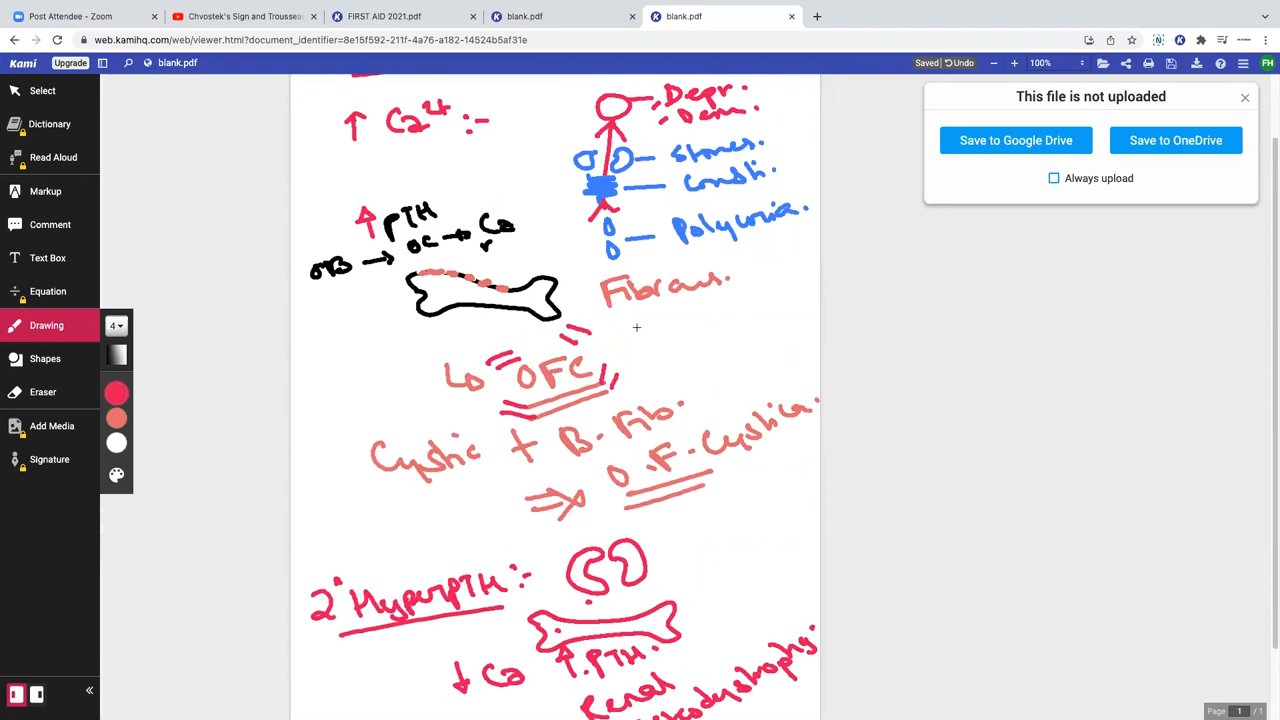 Post Attendee - Zoom
Chvostek's Sign and Trousseau
FIRST AID 2021.pdf
blank.pdf
blank.pdf
web.kamihq.com/web/viewer.html?document_identifier=8e15f592-211f-4a76-a182-14524b5af31e
Kami
Upgrade
blank.pdf
Saved
Undo
100%
FH
Select
Dictionary
Read Aloud
Markup
Comment
Text Box
Equation
Drawing
Shapes
Eraser
Add Media
Signature
4
This file is not uploaded
Save to Google Drive
Save to OneDrive
Always upload
↑ Ca2+ :-
Depr.
Dem.
Stones.
Consti.
Polyuria.
↑ PTH
OB → OC → Ca
Fibrous.
OFC
Cystic + B. Fib.
⇒ O.F. Cystica.
2° HyperPTH :-
↓ Ca
↑ PTH.
Renal
Page 1 / 1